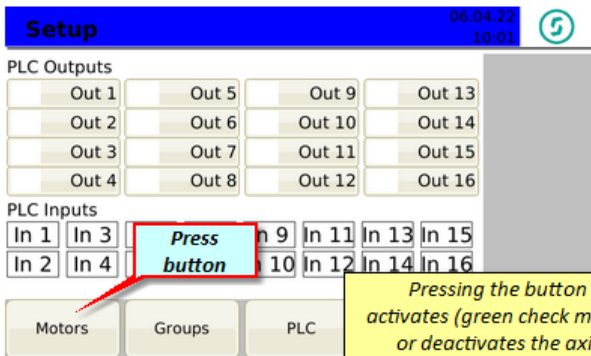 Setup
06.04.22
10:01
PLC Outputs
Out 1 Out 5 Out 9 Out 13
Out 2 Out 6 Out 10 Out 14
Out 3 Out 7 Out 11 Out 15
Out 4 Out 8 Out 12 Out 16
PLC Inputs
In 1 In 3 n 9 In 11 In 13 In 15
In 2 In 4 10 In 12 In 14 In 16
Press
button
Pressing the button
activates (green check m
or deactivates the axi
Motors Groups PLC